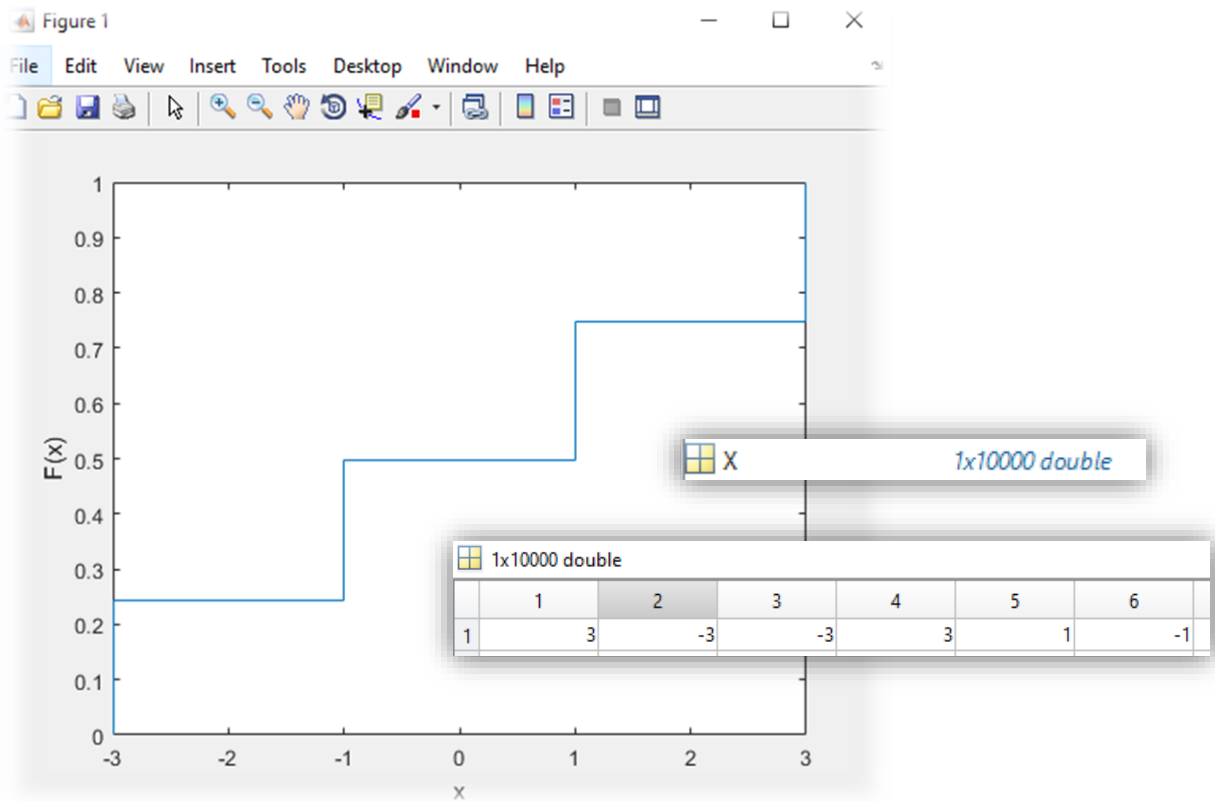 Figure 1
File Edit View Insert Tools Desktop Window Help
1
0.9
0.8
0.7
0.6
F(x)
0.5
0.4
0.3
0.2
0.1
0
-3 -2 -1 0 1 2 3
x
X 1x10000 double
1x10000 double
1 2 3 4 5 6
1 3 -3 -3 3 1 -1